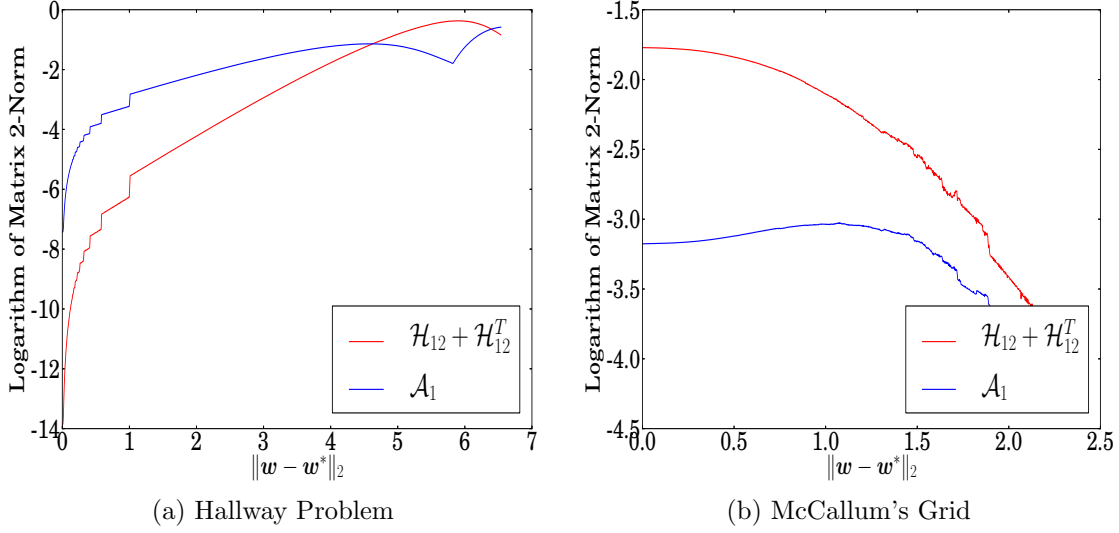 Logarithm of Matrix 2-Norm
0
-2
-4
-6
-8
-10
-12
-14
0 1 2 3 4 5 6 7
‖w − w*‖₂
ℋ₁₂ + ℋ₁₂ᵀ
𝒜₁
(a) Hallway Problem
Logarithm of Matrix 2-Norm
-1.5
-2.0
-2.5
-3.0
-3.5
-4.0
-4.5
0.0 0.5 1.0 1.5 2.0 2.5
‖w − w*‖₂
ℋ₁₂ + ℋ₁₂ᵀ
𝒜₁
(b) McCallum's Grid